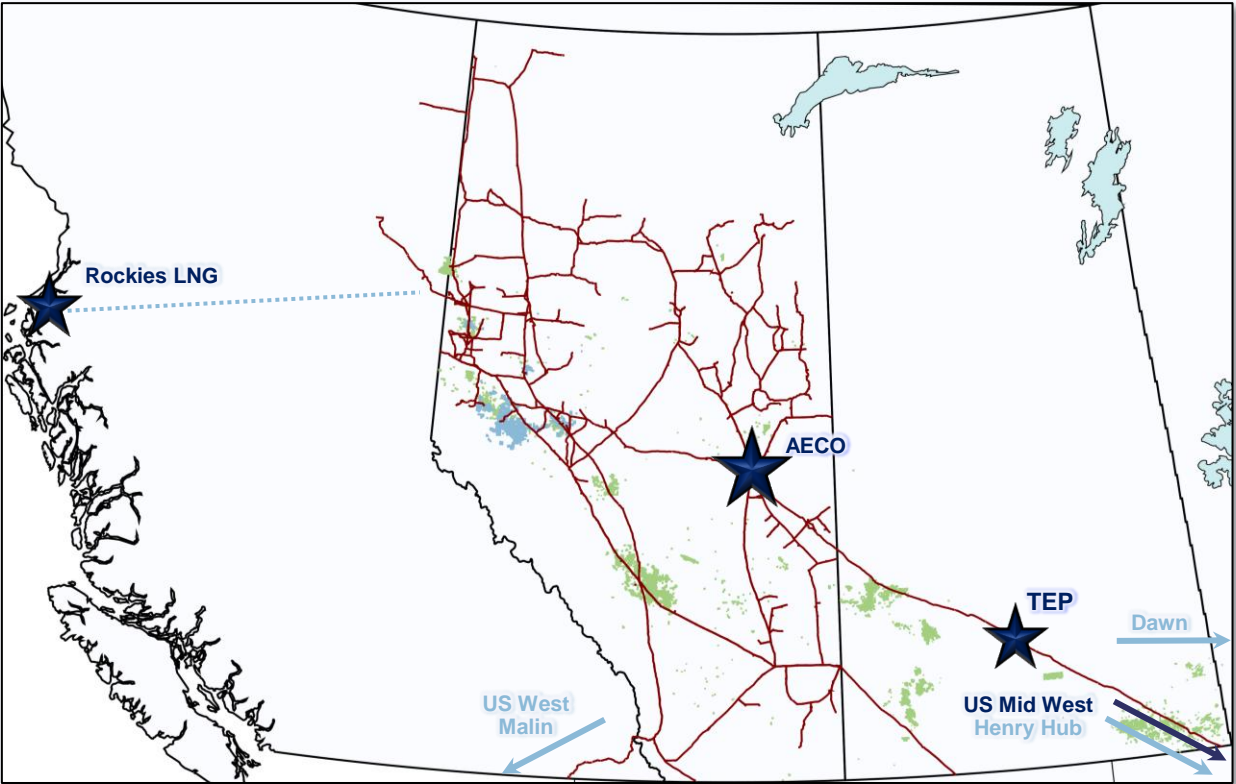 Rockies LNG
AECO
TEP
Dawn
US West
Malin
US Mid West
Henry Hub